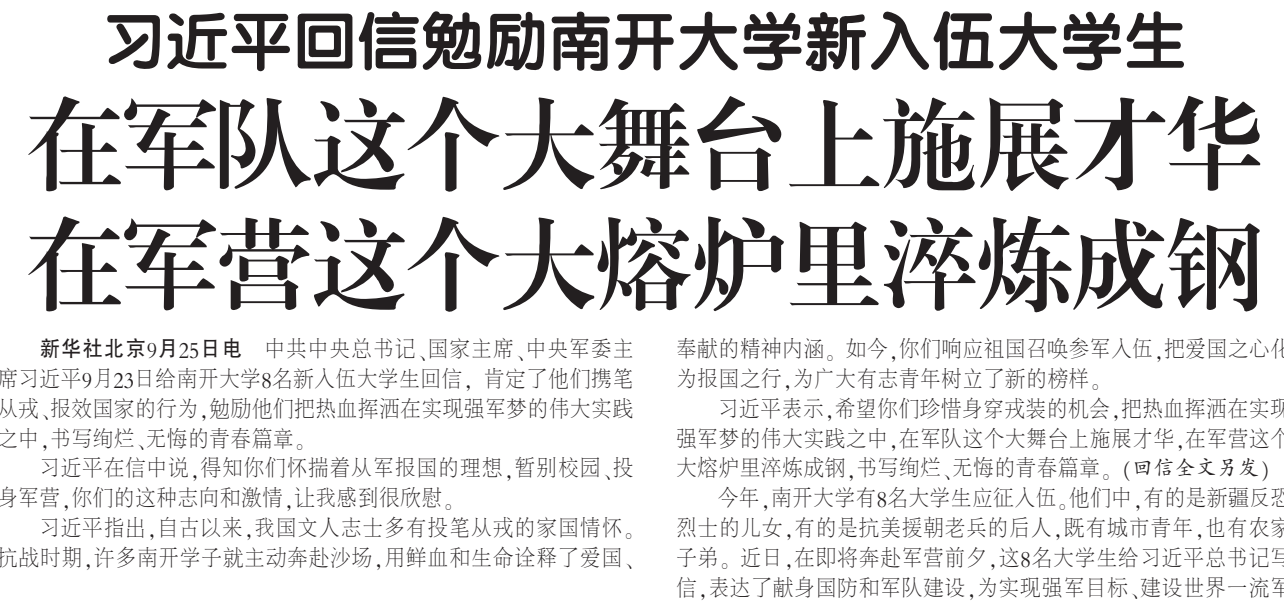 习近平回信勉励南开大学新入伍大学生
在军队这个大舞台上施展才华
在军营这个大熔炉里淬炼成钢
新华社北京9月25日电　中共中央总书记、国家主席、中央军委主
席习近平9月23日给南开大学8名新入伍大学生回信，肯定了他们携笔
从戎、报效国家的行为，勉励他们把热血挥洒在实现强军梦的伟大实践
之中，书写绚烂、无悔的青春篇章。
习近平在信中说，得知你们怀揣着从军报国的理想，暂别校园、投
身军营，你们的这种志向和激情，让我感到很欣慰。
习近平指出，自古以来，我国文人志士多有投笔从戎的家国情怀。
抗战时期，许多南开学子就主动奔赴沙场，用鲜血和生命诠释了爱国、
奉献的精神内涵。如今，你们响应祖国召唤参军入伍，把爱国之心化
为报国之行，为广大有志青年树立了新的榜样。
习近平表示，希望你们珍惜身穿戎装的机会，把热血挥洒在实现
强军梦的伟大实践之中，在军队这个大舞台上施展才华，在军营这个
大熔炉里淬炼成钢，书写绚烂、无悔的青春篇章。（回信全文另发）
今年，南开大学有8名大学生应征入伍。他们中，有的是新疆反恐
烈士的儿女，有的是抗美援朝老兵的后人，既有城市青年，也有农家
子弟。近日，在即将奔赴军营前夕，这8名大学生给习近平总书记写
信，表达了献身国防和军队建设，为实现强军目标、建设世界一流军